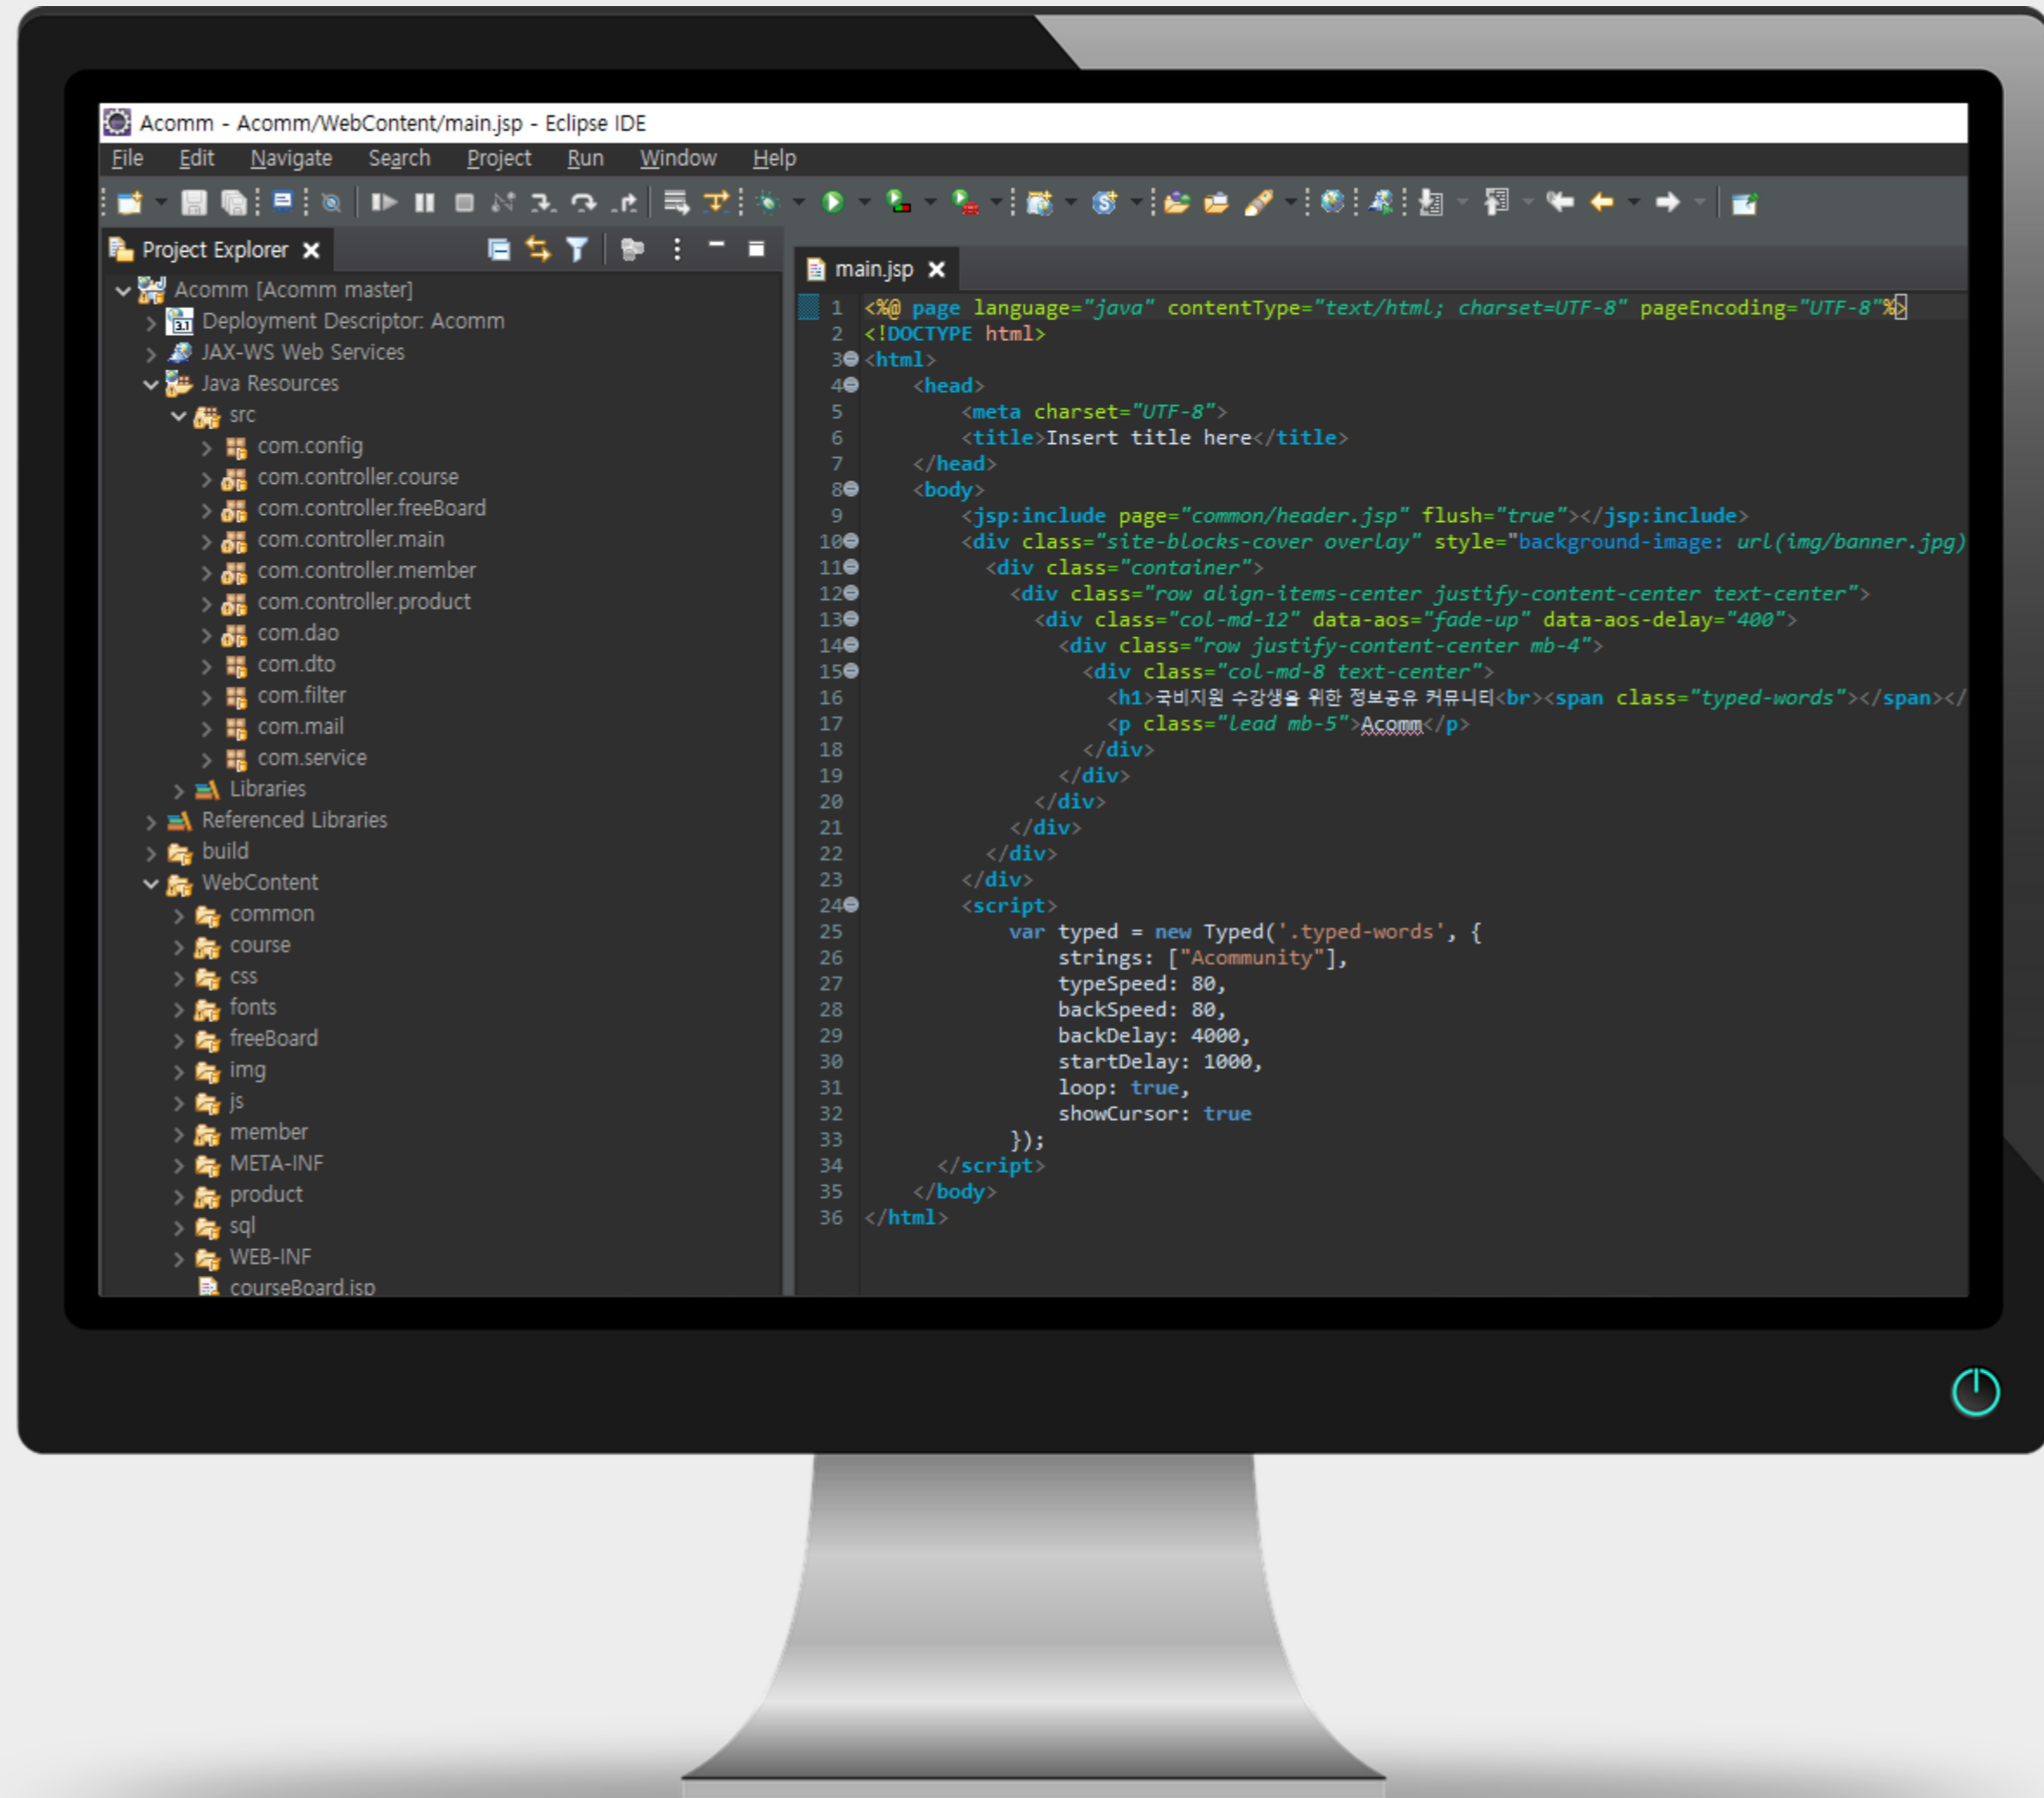 Acomm - Acomm/WebContent/main.jsp - Eclipse IDE
File Edit Navigate Search Project Run Window Help
Project Explorer
Acomm [Acomm master]
3.1 Deployment Descriptor: Acomm
JAX-WS Web Services
Java Resources
src
com.config
com.controller.course
com.controller.freeBoard
com.controller.main
com.controller.member
com.controller.product
com.dao
com.dto
com.filter
com.mail
com.service
Libraries
Referenced Libraries
build
WebContent
common
course
css
fonts
freeBoard
img
js
member
META-INF
product
sql
WEB-INF
courseBoard.jsp
main.jsp
1 <%@ page language="java" contentType="text/html; charset=UTF-8" pageEncoding="UTF-8"%>
2 <!DOCTYPE html>
3 <html>
4 <head>
5 <meta charset="UTF-8">
6 <title>Insert title here</title>
7 </head>
8 <body>
9 <jsp:include page="common/header.jsp" flush="true"></jsp:include>
10 <div class="site-blocks-cover overlay" style="background-image: url(img/banner.jpg)
11 <div class="container">
12 <div class="row align-items-center justify-content-center text-center">
13 <div class="col-md-12" data-aos="fade-up" data-aos-delay="400">
14 <div class="row justify-content-center mb-4">
15 <div class="col-md-8 text-center">
16 <h1>국비지원 수강생을 위한 정보공유 커뮤니티<br><span class="typed-words"></span></
17 <p class="lead mb-5">Acomm</p>
18 </div>
19 </div>
20 </div>
21 </div>
22 </div>
23 </div>
24 <script>
25 var typed = new Typed('.typed-words', {
26 strings: ["Acommunity"],
27 typeSpeed: 80,
28 backSpeed: 80,
29 backDelay: 4000,
30 startDelay: 1000,
31 loop: true,
32 showCursor: true
33 });
34 </script>
35 </body>
36 </html>